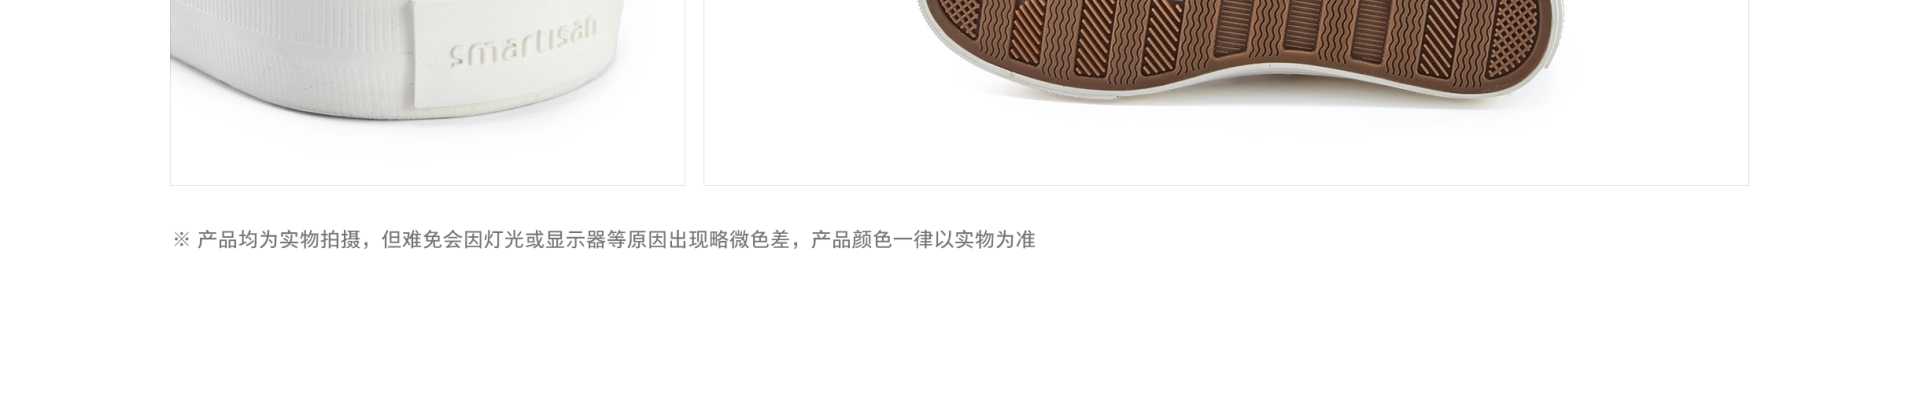 smartisan
※ 产品均为实物拍摄，但难免会因灯光或显示器等原因出现略微色差，产品颜色一律以实物为准